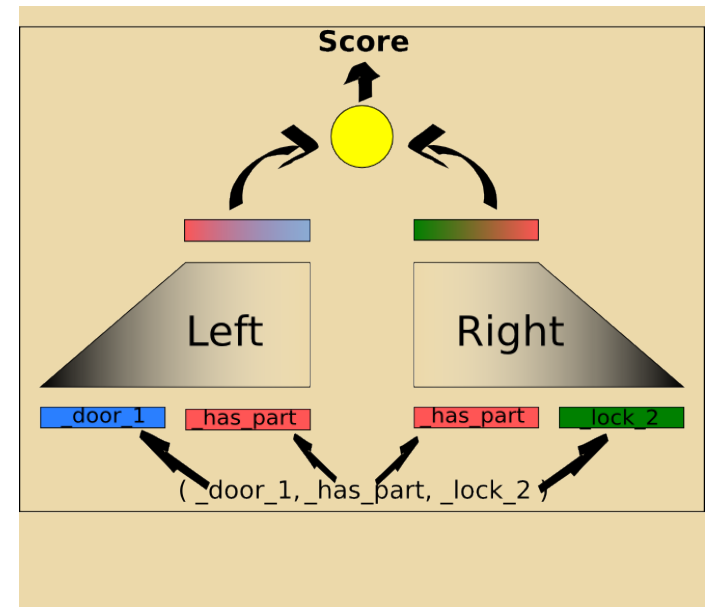 Score
Left Right
_door_1 _has_part _has_part _lock_2
( _door_1, _has_part, _lock_2 )